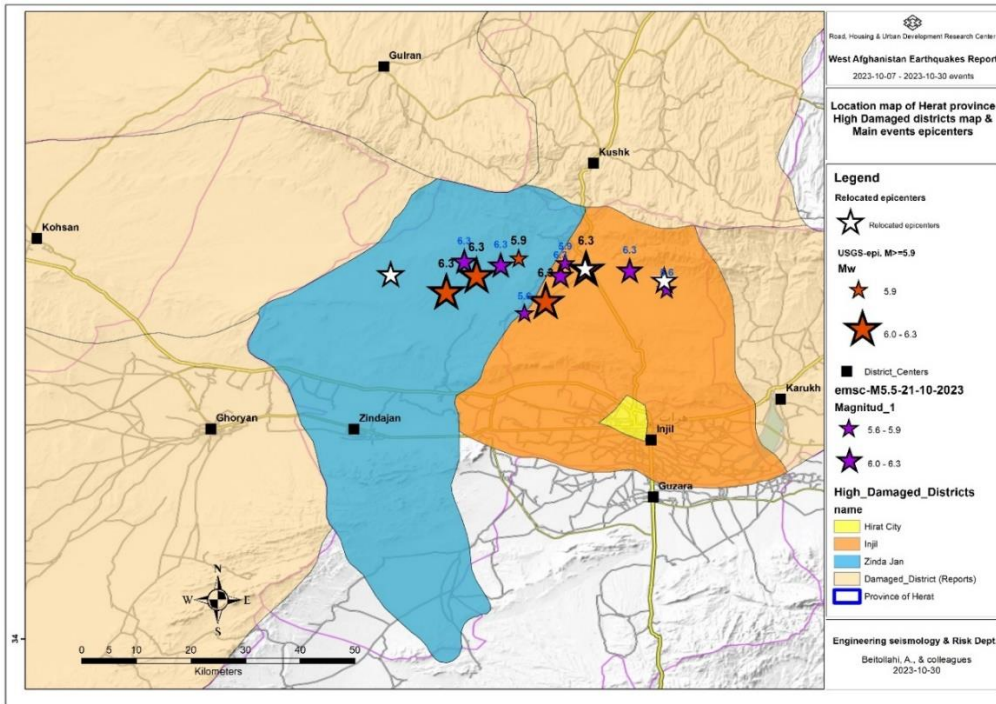 Gulran
Kushk
Kohsan
6.3
6.3
6.3
5.9
5.9
6.3
6.3
6.3
5.6
Karukh
Ghoryan
Zindajan
Injil
Guzara
N
W
E
S
34
0 5 10 20 30 40 50
Kilometers
Road, Housing & Urban Development Research Center
West Afghanistan Earthquakes Report
2023-10-07 - 2023-10-30 events
Location map of Herat province
High Damaged districts map &
Main events epicenters
Legend
Relocated epicenters
Relocated epicenters
USGS-epi. M>=5.9
Mw
5.9
6.0 - 6.3
District_Centers
emsc-M5.5-21-10-2023
Magnitud_1
5.6 - 5.9
6.0 - 6.3
High_Damaged_Districts
name
Hirat City
Injil
Zinda Jan
Damaged_District (Reports)
Province of Herat
Engineering seismology & Risk Dept
Beitollahi, A., & colleagues
2023-10-30